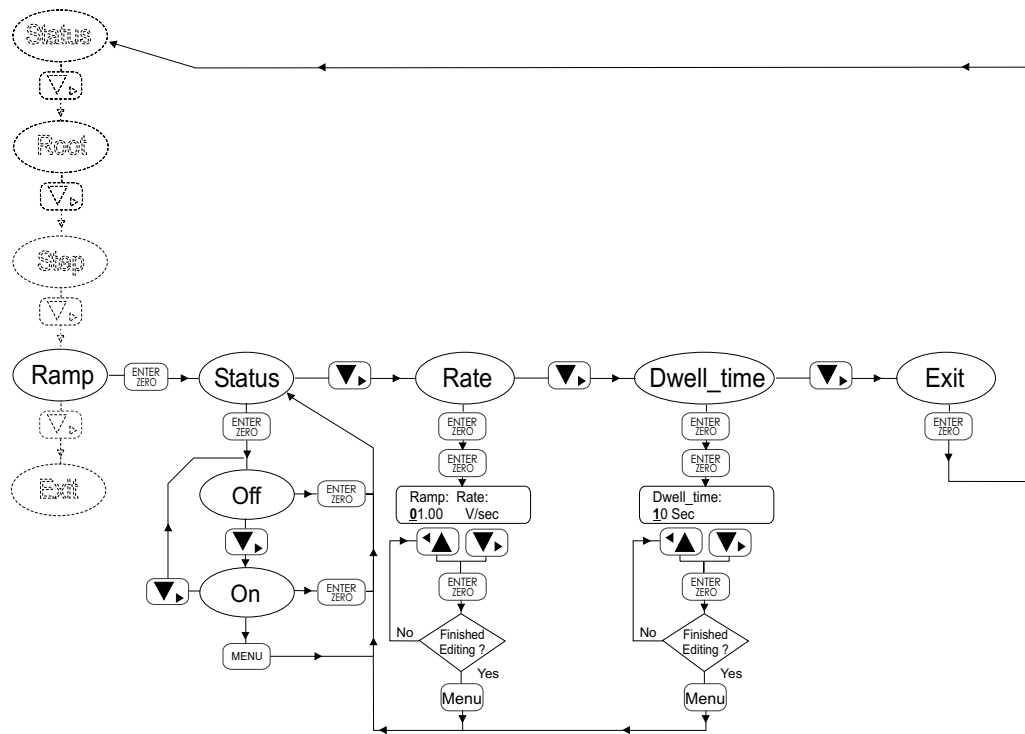 Status
Root
Step
Ramp
ENTER
ZERO
Status
Rate
Dwell_time
Exit
ENTER
ZERO
ENTER
ZERO
ENTER
ZERO
ENTER
ZERO
ENTER
ZERO
ENTER
ZERO
Exit
Off
ENTER
ZERO
Ramp: Rate:
01.00 V/sec
Dwell_time:
10 Sec
On
ENTER
ZERO
ENTER
ZERO
ENTER
ZERO
No
Finished
Editing ?
Yes
No
Finished
Editing ?
Yes
MENU
Menu
Menu